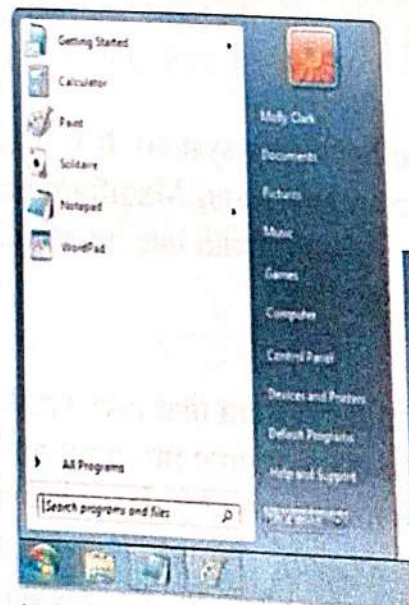 Getting Started
Calculator
Paint
Solitaire
Notepad
WordPad
All Programs
Search programs and files
Molly Clark
Documents
Pictures
Music
Games
Computer
Control Panel
Devices and Printers
Default Programs
Help and Support